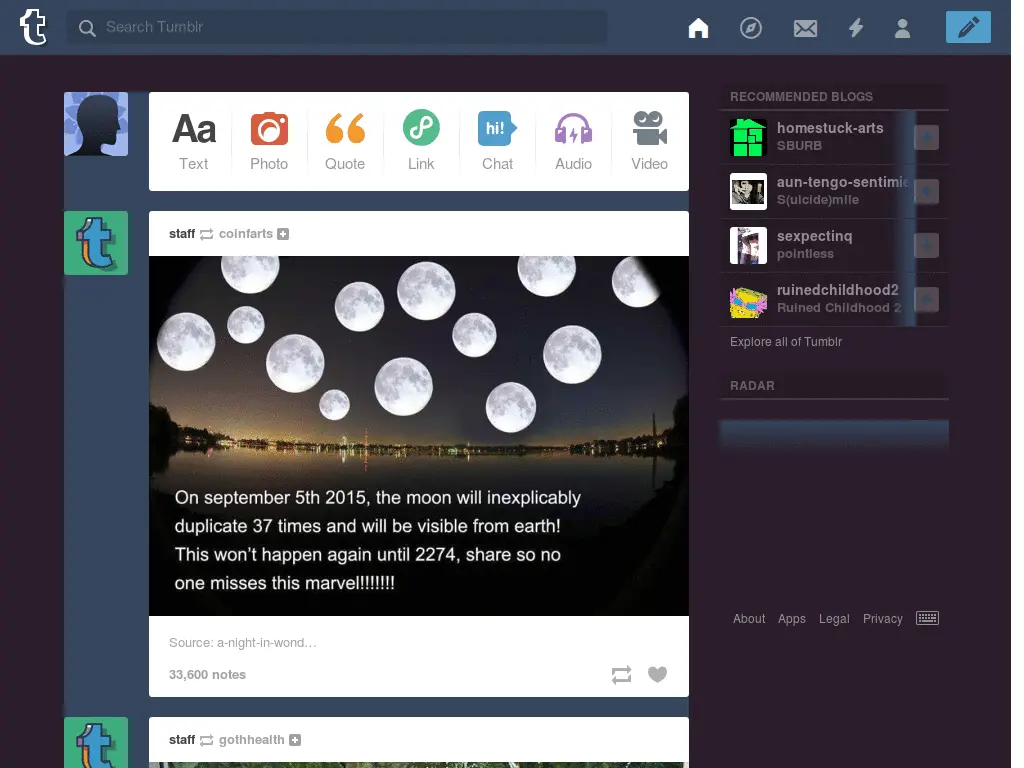 Search Tumblr
Aa
Text
Photo
Quote
Link
hi!
Chat
Audio
Video
staff coinfarts
On september 5th 2015, the moon will inexplicably
duplicate 37 times and will be visible from earth!
This won't happen again until 2274, share so no
one misses this marvel!!!!!!!
Source: a-night-in-wond…
33,600 notes
staff gothhealth
RECOMMENDED BLOGS
homestuck-arts
SBURB
aun-tengo-sentimie
S(uicide)mile
sexpectinq
pointless
ruinedchildhood2
Ruined Childhood 2
Explore all of Tumblr
RADAR
About Apps Legal Privacy